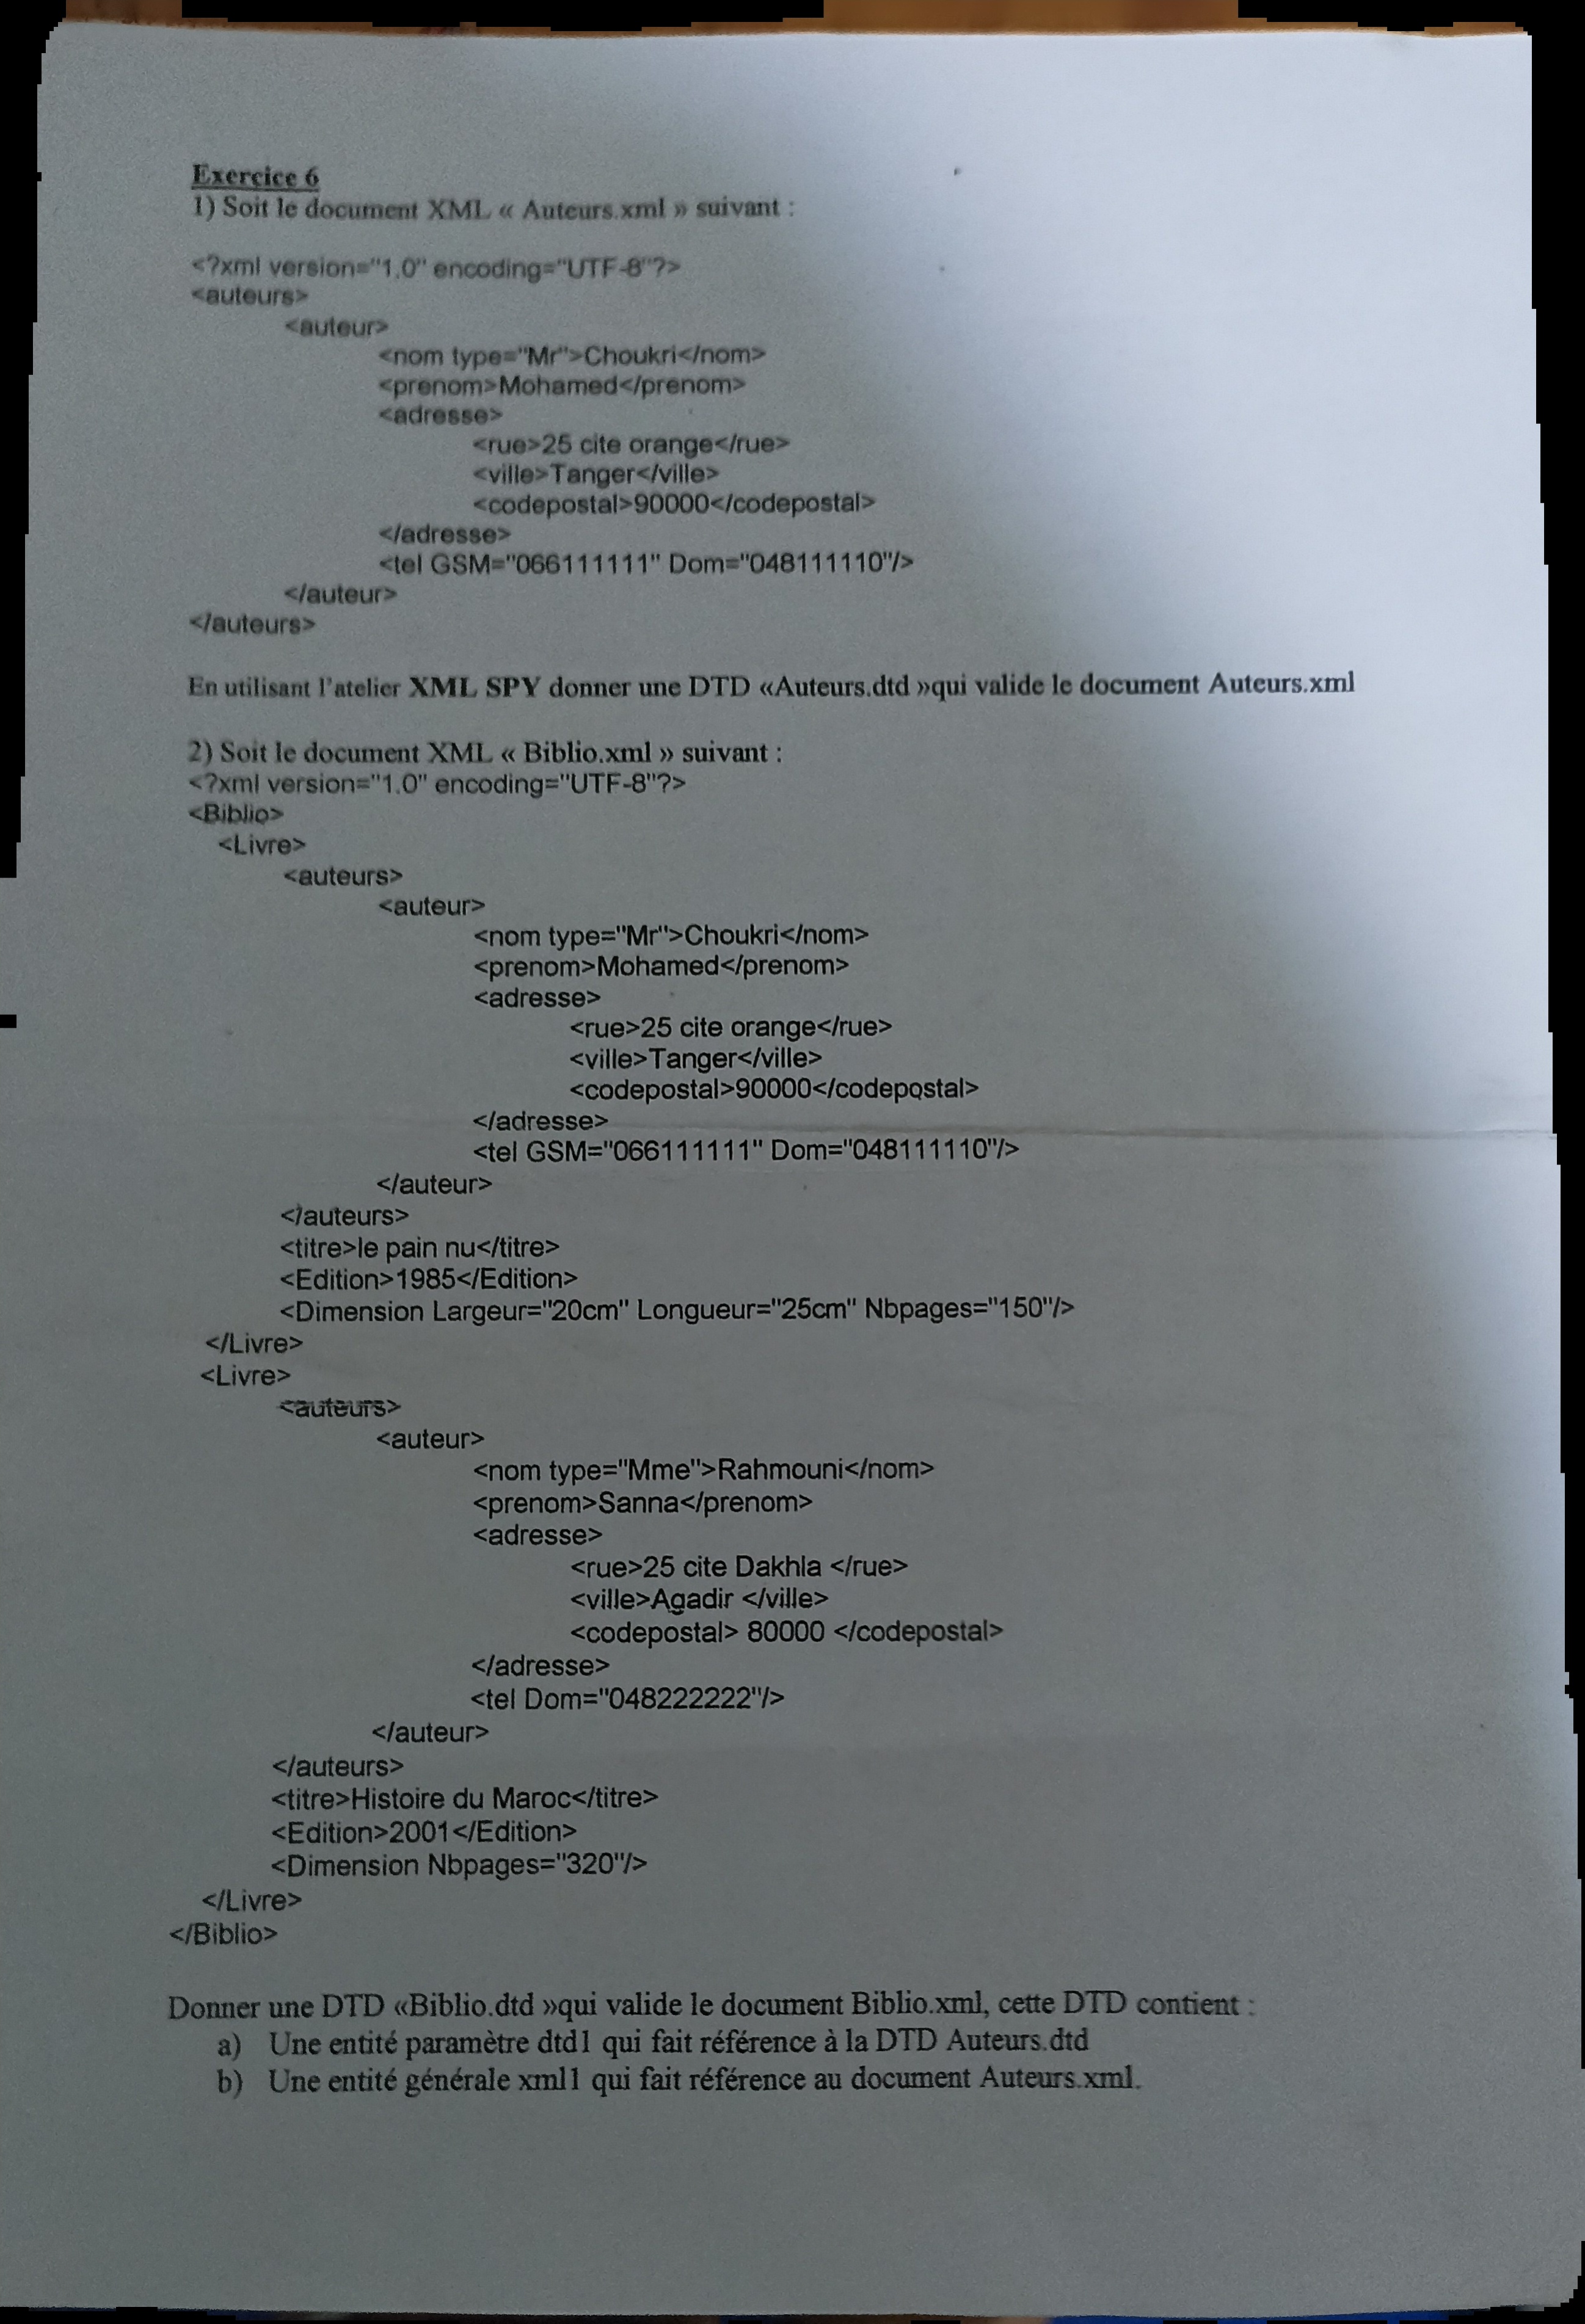 Exercice 6
1) Soit le document XML « Auteurs.xml » suivant :
<?xml version="1.0" encoding="UTF-8"?>
<auteurs>
<auteur>
<nom type="Mr">Choukri</nom>
<prenom>Mohamed</prenom>
<adresse>
<rue>25 cite orange</rue>
<ville>Tanger</ville>
<codepostal>90000</codepostal>
</adresse>
<tel GSM="066111111" Dom="048111110"/>
</auteur>
</auteurs>
En utilisant l'atelier XML SPY donner une DTD «Auteurs.dtd »qui valide le document Auteurs.xml
2) Soit le document XML « Biblio.xml » suivant :
<?xml version="1.0" encoding="UTF-8"?>
<Biblio>
<Livre>
<auteurs>
<auteur>
<nom type="Mr">Choukri</nom>
<prenom>Mohamed</prenom>
<adresse>
<rue>25 cite orange</rue>
<ville>Tanger</ville>
<codepostal>90000</codepostal>
</adresse>
<tel GSM="066111111" Dom="048111110"/>
</auteur>
</auteurs>
<titre>le pain nu</titre>
<Edition>1985</Edition>
<Dimension Largeur="20cm" Longueur="25cm" Nbpages="150"/>
</Livre>
<Livre>
<auteurs>
<auteur>
<nom type="Mme">Rahmouni</nom>
<prenom>Sanna</prenom>
<adresse>
<rue>25 cite Dakhla </rue>
<ville>Agadir </ville>
<codepostal> 80000 </codepostal>
</adresse>
<tel Dom="048222222"/>
</auteur>
</auteurs>
<titre>Histoire du Maroc</titre>
<Edition>2001</Edition>
<Dimension Nbpages="320"/>
</Livre>
</Biblio>
Donner une DTD «Biblio.dtd »qui valide le document Biblio.xml, cette DTD contient :
a) Une entité paramètre dtd1 qui fait référence à la DTD Auteurs.dtd
b) Une entité générale xml1 qui fait référence au document Auteurs.xml.